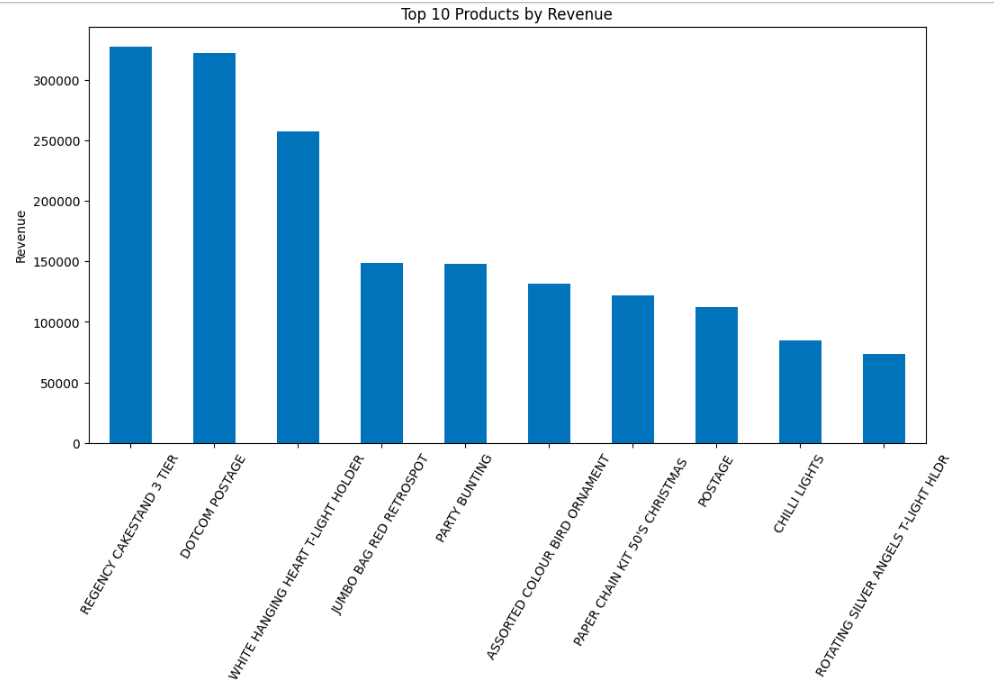 Top 10 Products by Revenue
300000
250000
200000
150000
100000
50000
0
Revenue
REGENCY CAKESTAND 3 TIER
DOTCOM POSTAGE
WHITE HANGING HEART T-LIGHT HOLDER
JUMBO BAG RED RETROSPOT
PARTY BUNTING
ASSORTED COLOUR BIRD ORNAMENT
PAPER CHAIN KIT 50'S CHRISTMAS
POSTAGE
CHILLI LIGHTS
ROTATING SILVER ANGELS T-LIGHT HLDR